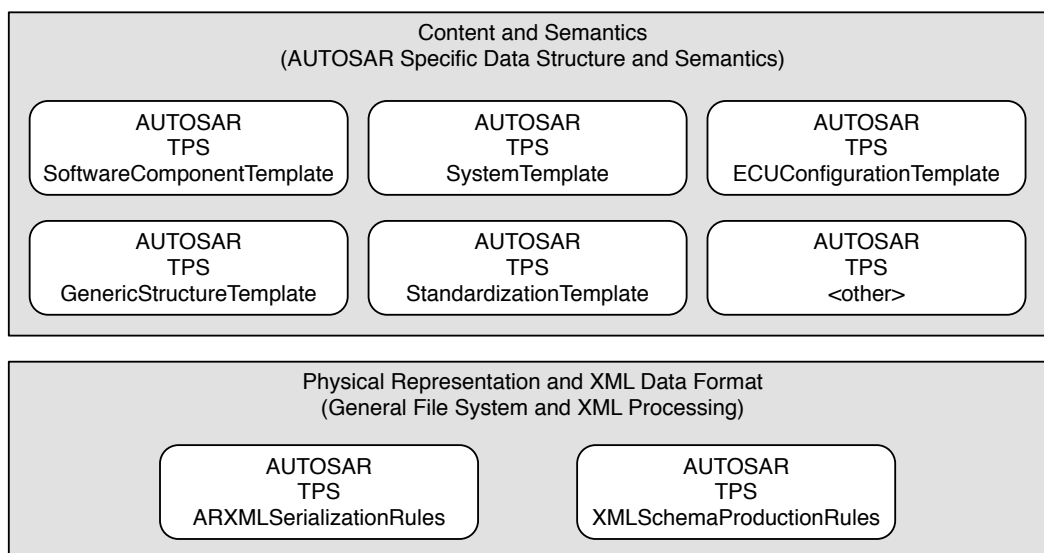 Content and Semantics
(AUTOSAR Specific Data Structure and Semantics)
AUTOSAR
TPS
SoftwareComponentTemplate
AUTOSAR
TPS
SystemTemplate
AUTOSAR
TPS
ECUConfigurationTemplate
AUTOSAR
TPS
GenericStructureTemplate
AUTOSAR
TPS
StandardizationTemplate
AUTOSAR
TPS
<other>
Physical Representation and XML Data Format
(General File System and XML Processing)
AUTOSAR
TPS
ARXMLSerializationRules
AUTOSAR
TPS
XMLSchemaProductionRules